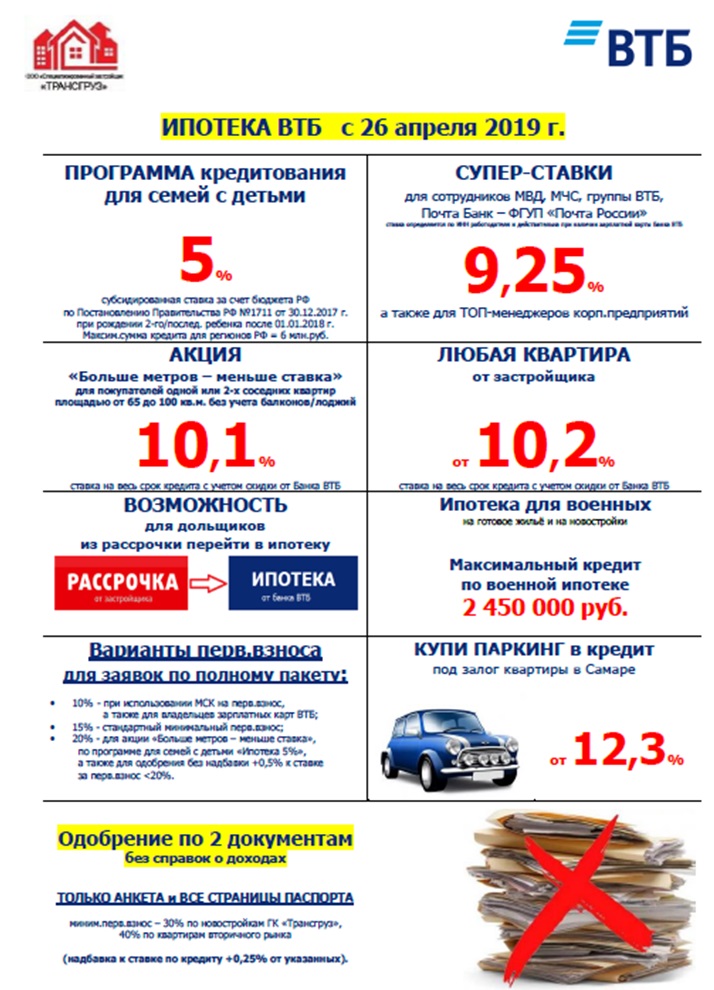 ООО «Специализированный застройщик
«ТРАНСГРУЗ»
ВТБ
ИПОТЕКА ВТБ с 26 апреля 2019 г.
ПРОГРАММА кредитования
для семей с детьми
5%
субсидированная ставка за счет бюджета РФ
по Постановлению Правительства РФ №1711 от 30.12.2017 г.
при рождении 2-го/послед. ребенка после 01.01.2018 г.
Максим.сумма кредита для регионов РФ = 6 млн.руб.
СУПЕР-СТАВКИ
для сотрудников МВД, МЧС, группы ВТБ,
Почта Банк – ФГУП «Почта России»
ставка определяется по ИНН работодателя и действительна при наличии зарплатной карты банка ВТБ
9,25%
а также для ТОП-менеджеров корп.предприятий
АКЦИЯ
«Больше метров – меньше ставка»
для покупателей одной или 2-х соседних квартир
площадью от 65 до 100 кв.м. без учета балконов/лоджий
10,1%
ставка на весь срок кредита с учетом скидки от Банка ВТБ
ЛЮБАЯ КВАРТИРА
от застройщика
от 10,2%
ставка на весь срок кредита с учетом скидки от Банка ВТБ
ВОЗМОЖНОСТЬ
для дольщиков
из рассрочки перейти в ипотеку
РАССРОЧКА
от застройщика
ИПОТЕКА
от банка ВТБ
Ипотека для военных
на готовое жильё и на новостройки
Максимальный кредит
по военной ипотеке
2 450 000 руб.
Варианты перв.взноса
для заявок по полному пакету:
• 10% - при использовании МСК на перв.взнос,
а также для владельцев зарплатных карт ВТБ;
• 15% - стандартный минимальный перв.взнос;
• 20% - для акции «Больше метров – меньше ставка»,
по программе для семей с детьми «Ипотека 5%»,
а также для одобрения без надбавки +0,5% к ставке
за перв.взнос <20%.
КУПИ ПАРКИНГ в кредит
под залог квартиры в Самаре
от 12,3%
Одобрение по 2 документам
без справок о доходах
ТОЛЬКО АНКЕТА и ВСЕ СТРАНИЦЫ ПАСПОРТА
миним.перв.взнос – 30% по новостройкам ГК «Трансгруз»,
40% по квартирам вторичного рынка
(надбавка к ставке по кредиту +0,25% от указанных).